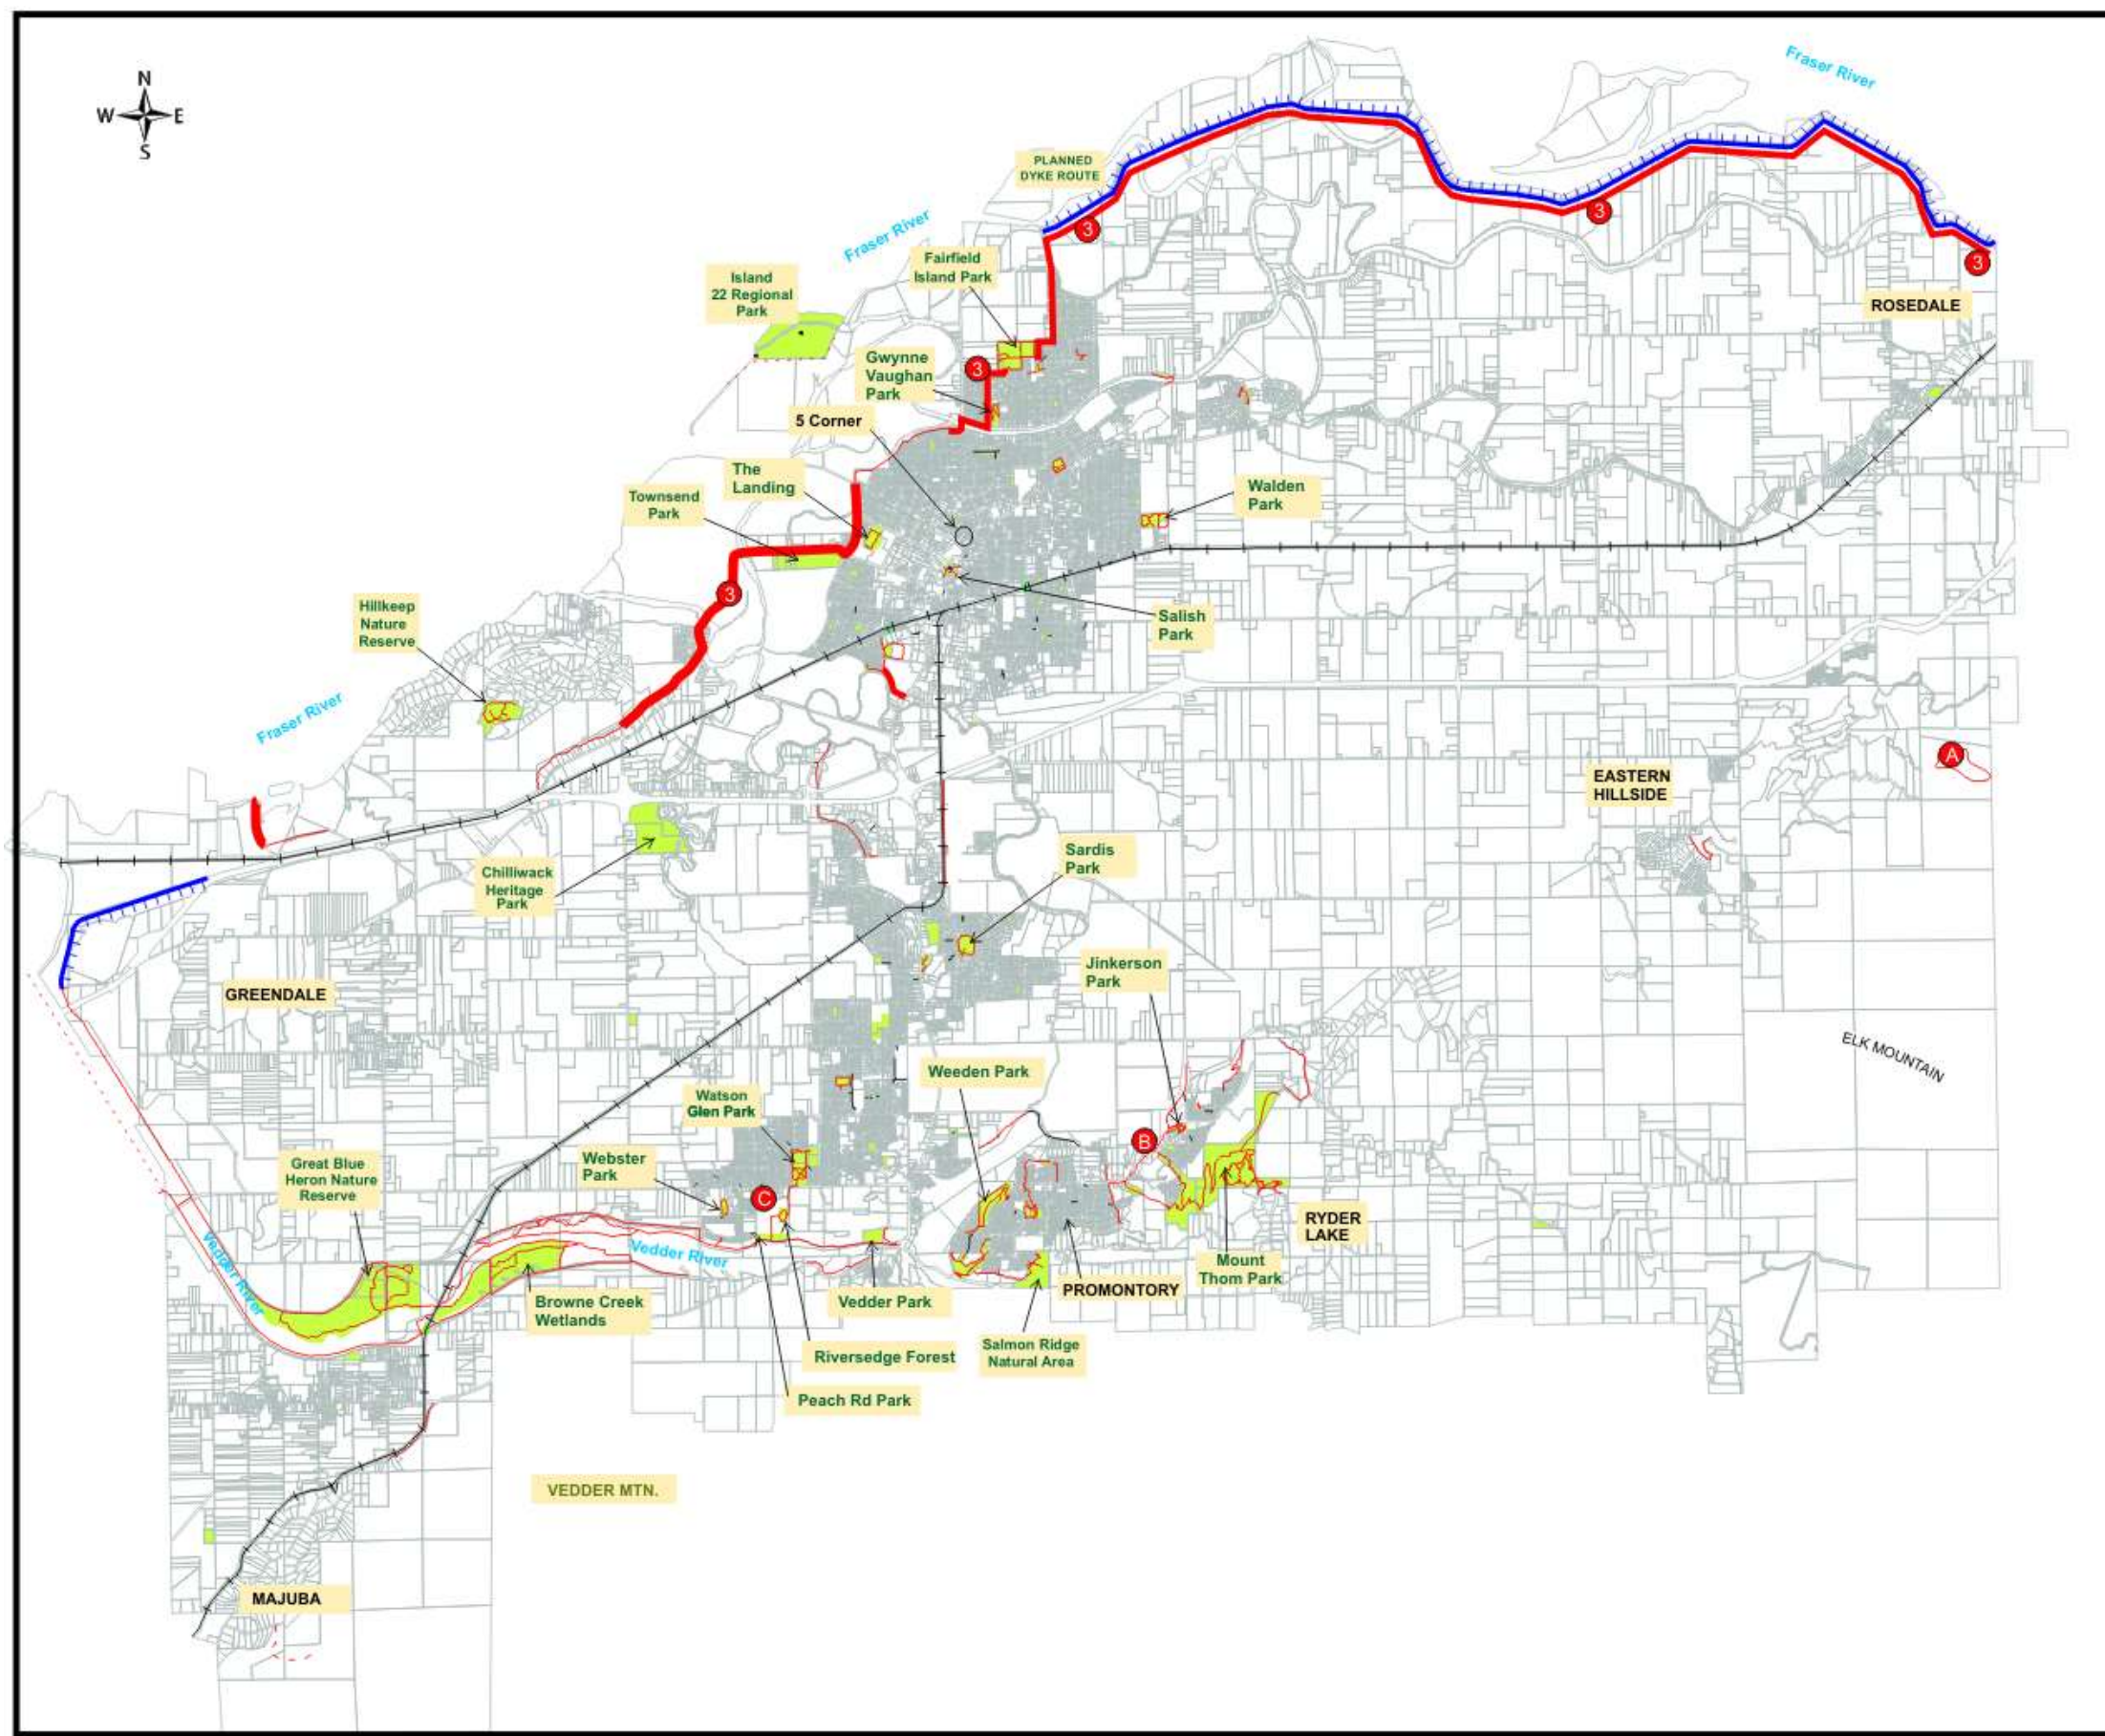 N
W E
S
Fraser River
PLANNED
DYKE ROUTE
Fraser River
3
3
3
Fairfield
Island Park
Island
22 Regional
Park
ROSEDALE
Gwynne
Vaughan
Park
3
5 Corner
The
Landing
Townsend
Park
Walden
Park
3
Hillkeep
Nature
Reserve
Salish
Park
Fraser River
A
EASTERN
HILLSIDE
Chilliwack
Heritage
Park
Sardis
Park
GREENDALE
Jinkerson
Park
ELK MOUNTAIN
Weeden Park
Watson
Glen Park
B
Great Blue
Heron Nature
Reserve
Webster
Park
C
RYDER
LAKE
Vedder River
Vedder River
Mount
Thom Park
PROMONTORY
Browne Creek
Wetlands
Vedder Park
Riversedge Forest
Salmon Ridge
Natural Area
Peach Rd Park
VEDDER MTN.
MAJUBA